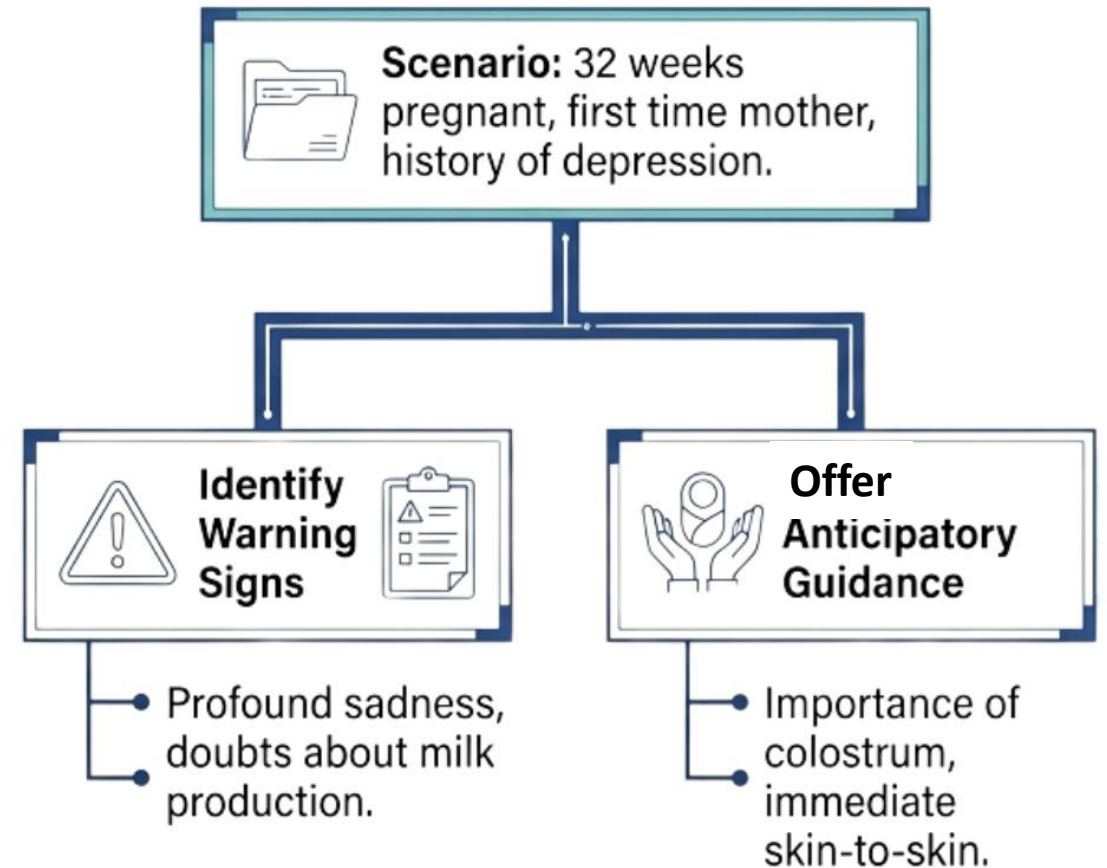 Scenario: 32 weeks
pregnant, first time mother,
history of depression.
Identify
Warning
Signs
Profound sadness,
doubts about milk
production.
Offer
Anticipatory
Guidance
Importance of
colostrum,
immediate
skin-to-skin.